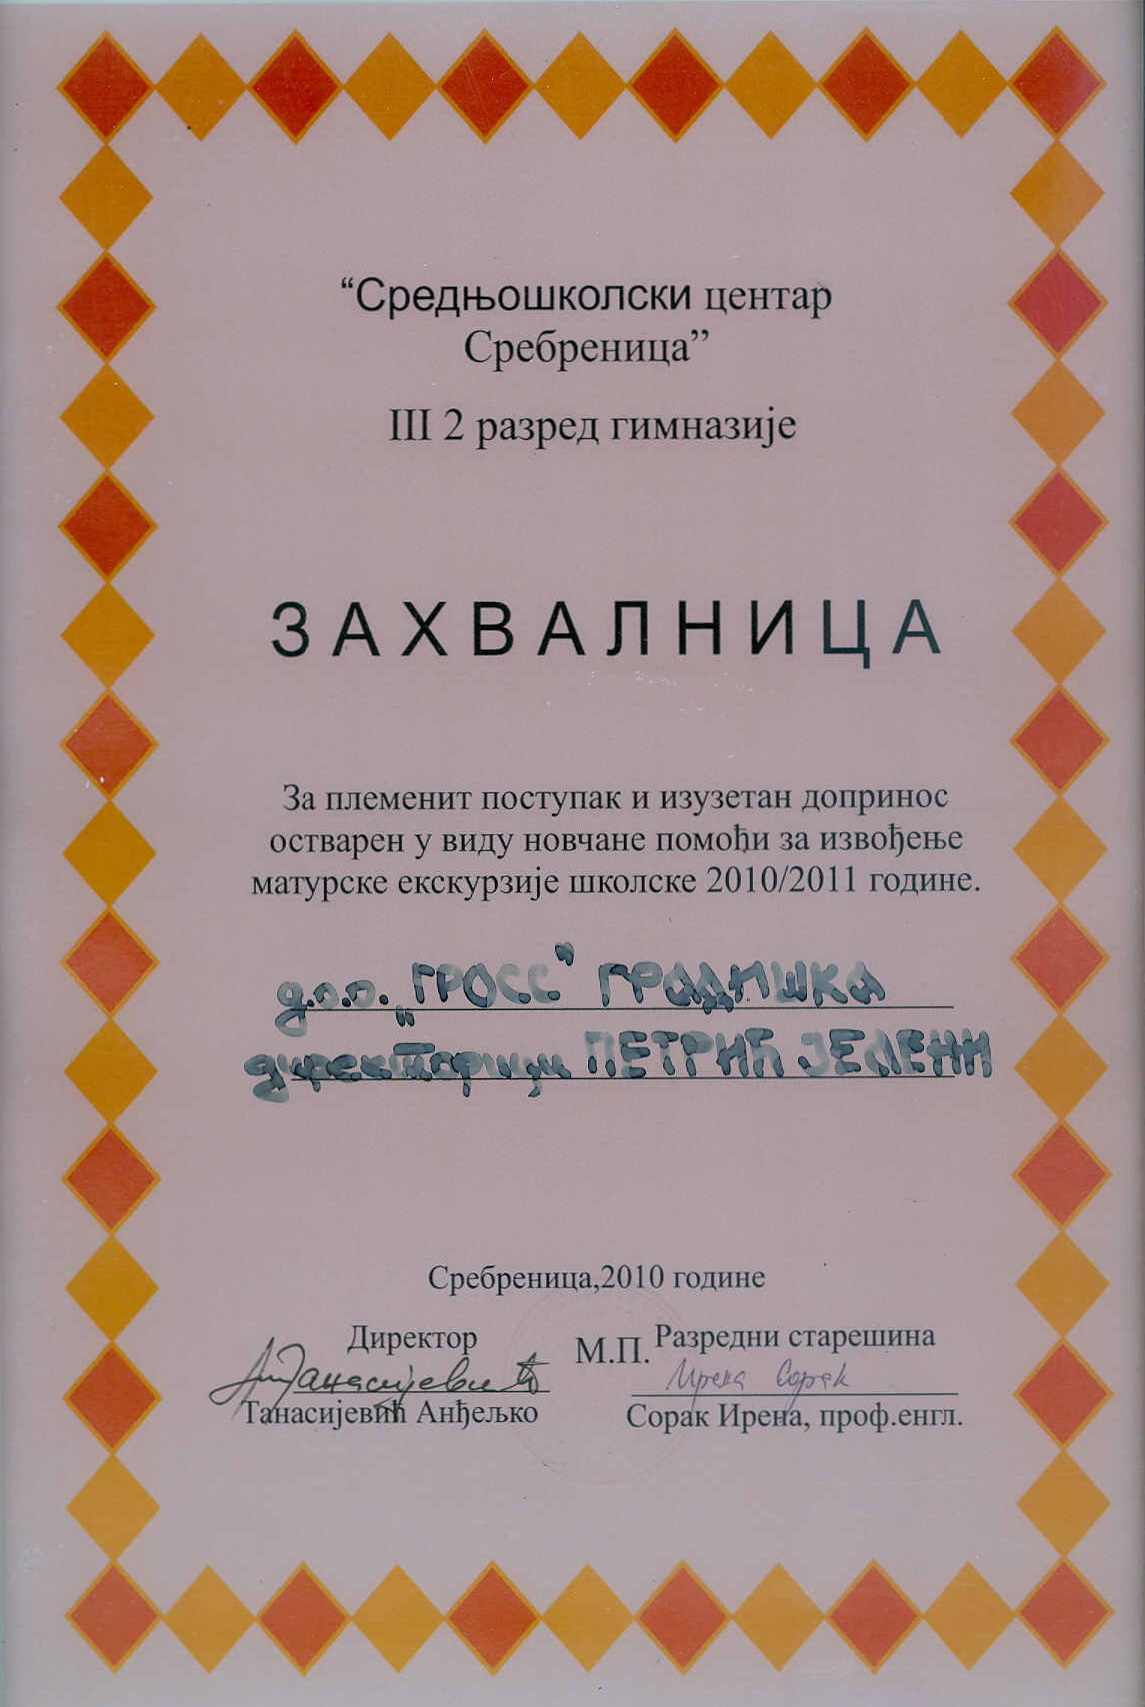 “Средњошколски центар
Сребреница”
III 2 разред гимназије
ЗАХВАЛНИЦА
За племенит поступак и изузетан допринос
остварен у виду новчане помоћи за извођење
матурске екскурзије школске 2010/2011 године.
д.о.о. „ГРОСС“ ГРАДИШКА
директорици ПЕТРИЋ ЈЕЛЕНИ
Сребреница,2010 године
Директор М.П. Разредни старешина
Танасијевић Ирена Сорак
Танасијевић Анђељко Сорак Ирена, проф.енгл.